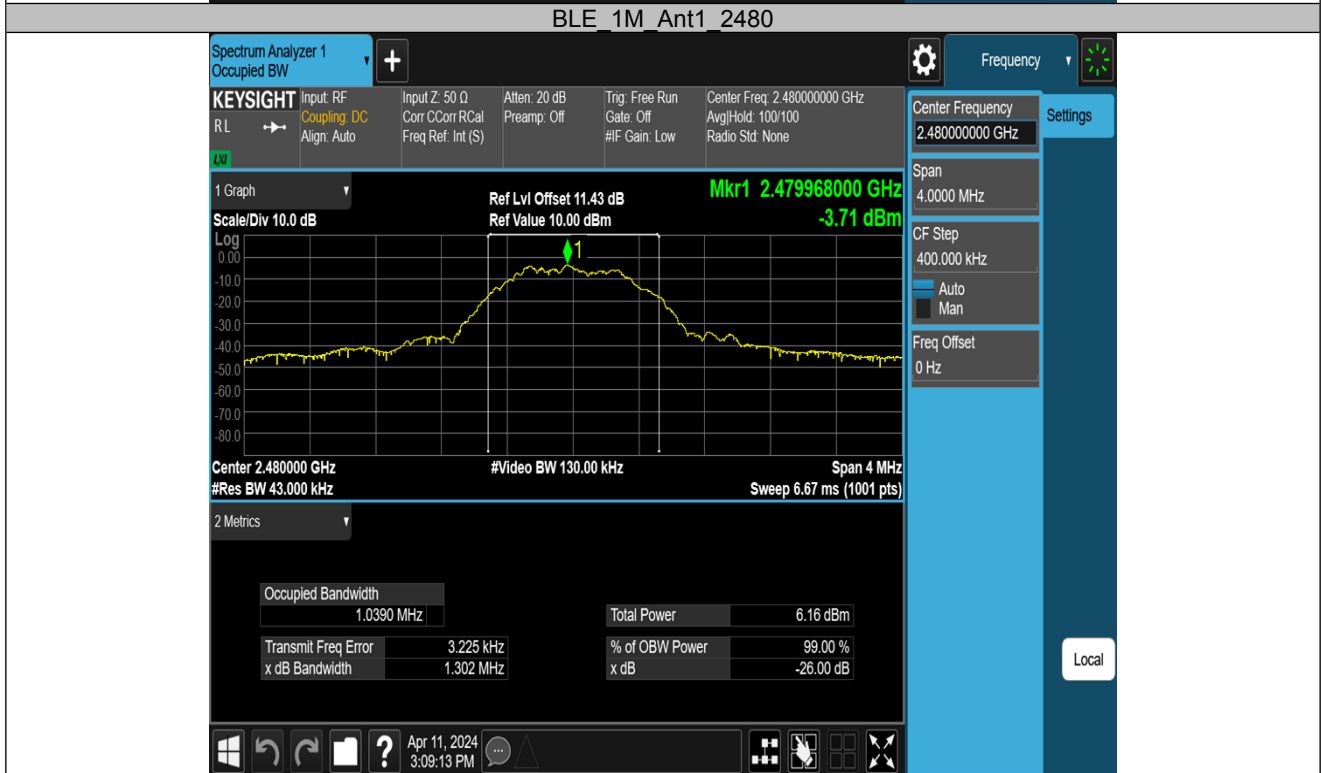 BLE_1M_Ant1_2480
Spectrum Analyzer 1
Occupied BW
+
Frequency
KEYSIGHT
RL
LXI
Input: RF
Coupling: DC
Align: Auto
Input Z: 50 Ω
Corr CCorr RCal
Freq Ref: Int (S)
Atten: 20 dB
Preamp: Off
Trig: Free Run
Gate: Off
#IF Gain: Low
Center Freq: 2.480000000 GHz
Avg|Hold: 100/100
Radio Std: None
Center Frequency
2.480000000 GHz
Settings
Span
4.0000 MHz
CF Step
400.000 kHz
Auto
Man
Freq Offset
0 Hz
1 Graph
Scale/Div 10.0 dB
Ref Lvl Offset 11.43 dB
Ref Value 10.00 dBm
Mkr1 2.479968000 GHz
-3.71 dBm
Log
0.00
-10.0
-20.0
-30.0
-40.0
-50.0
-60.0
-70.0
-80.0
1
Center 2.480000 GHz
#Res BW 43.000 kHz
#Video BW 130.00 kHz
Span 4 MHz
Sweep 6.67 ms (1001 pts)
2 Metrics
Occupied Bandwidth
1.0390 MHz
Total Power 6.16 dBm
Transmit Freq Error 3.225 kHz
% of OBW Power 99.00 %
x dB Bandwidth 1.302 MHz
x dB -26.00 dB
Local
?
Apr 11, 2024
3:09:13 PM